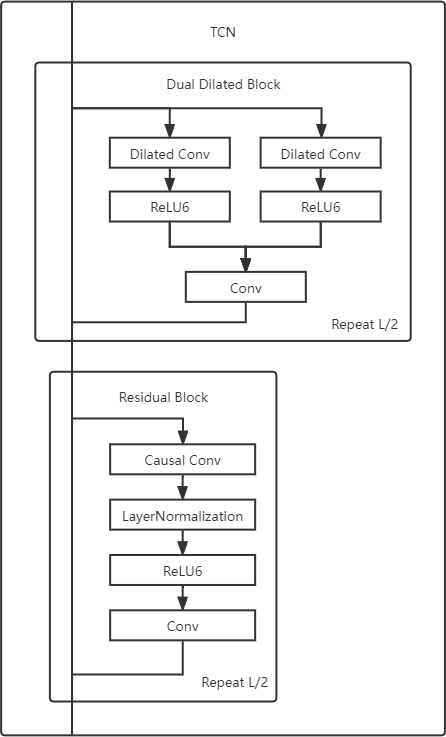 TCN
Dual Dilated Block
Dilated Conv
Dilated Conv
ReLU6
ReLU6
Conv
Repeat L/2
Residual Block
Causal Conv
LayerNormalization
ReLU6
Conv
Repeat L/2